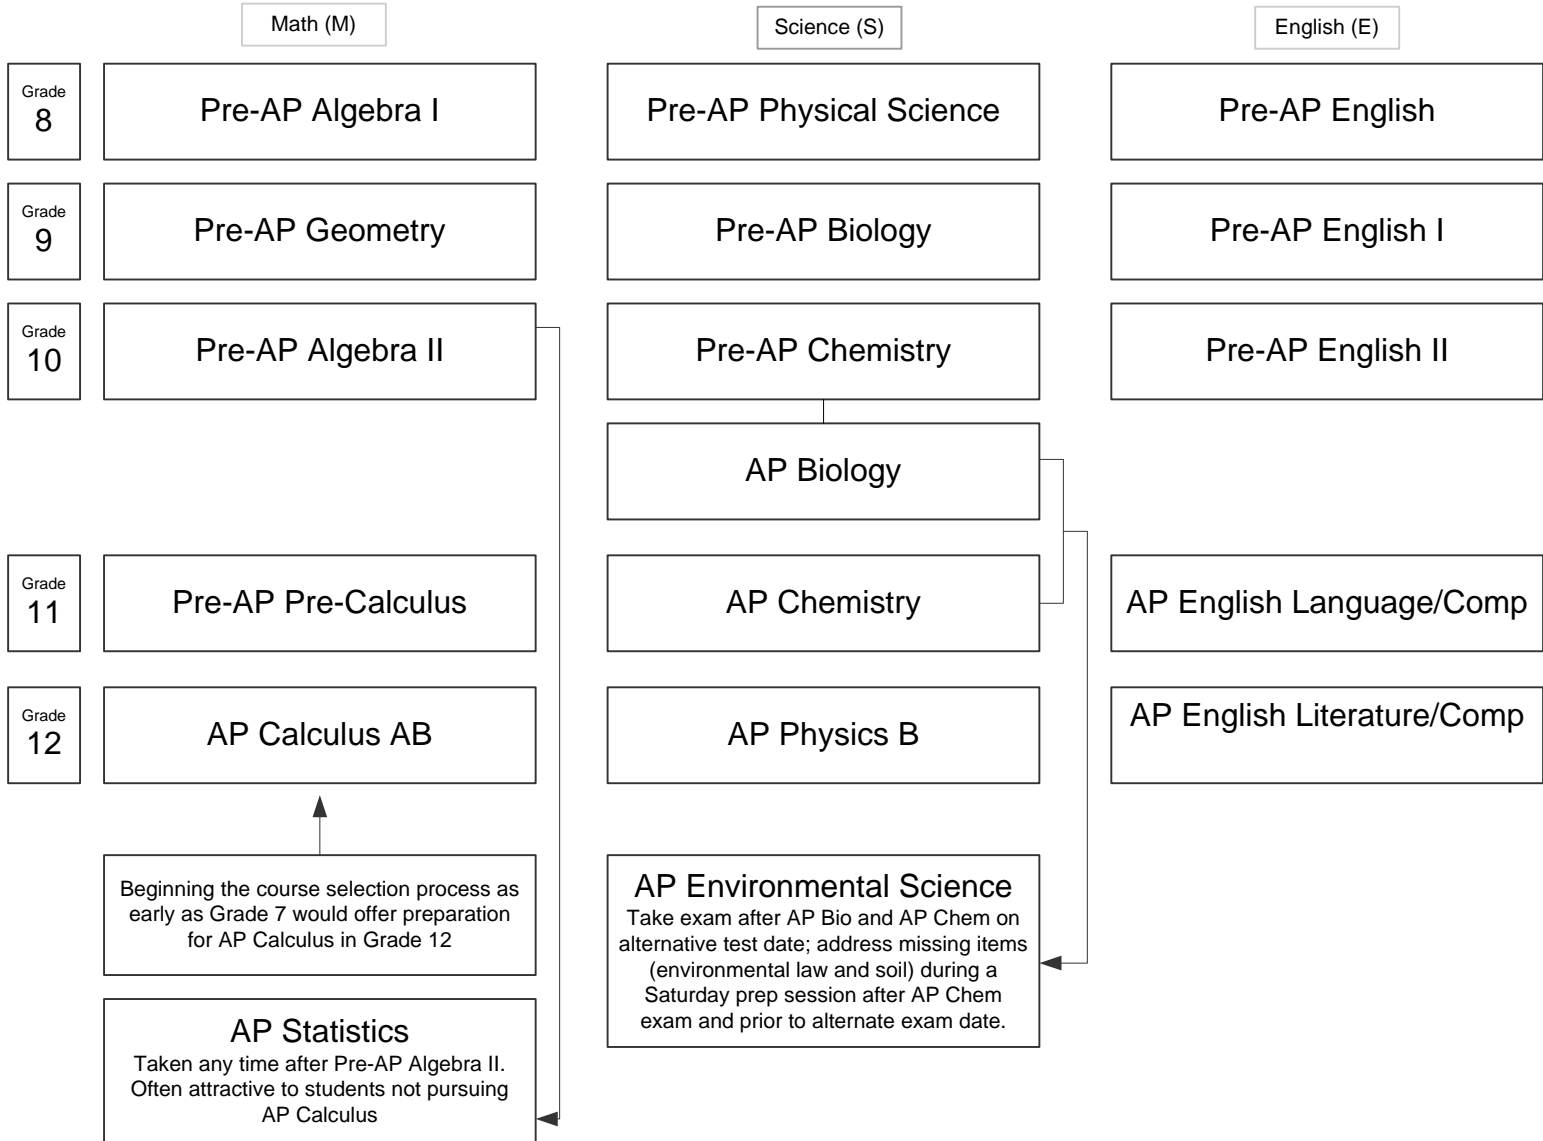 Math (M)
Science (S)
English (E)
Grade
8
Pre-AP Algebra I
Pre-AP Physical Science
Pre-AP English
Grade
9
Pre-AP Geometry
Pre-AP Biology
Pre-AP English I
Grade
10
Pre-AP Algebra II
Pre-AP Chemistry
Pre-AP English II
AP Biology
Grade
11
Pre-AP Pre-Calculus
AP Chemistry
AP English Language/Comp
Grade
12
AP Calculus AB
AP Physics B
AP English Literature/Comp
Beginning the course selection process as
early as Grade 7 would offer preparation
for AP Calculus in Grade 12
AP Environmental Science
Take exam after AP Bio and AP Chem on
alternative test date; address missing items
(environmental law and soil) during a
Saturday prep session after AP Chem
exam and prior to alternate exam date.
AP Statistics
Taken any time after Pre-AP Algebra II.
Often attractive to students not pursuing
AP Calculus